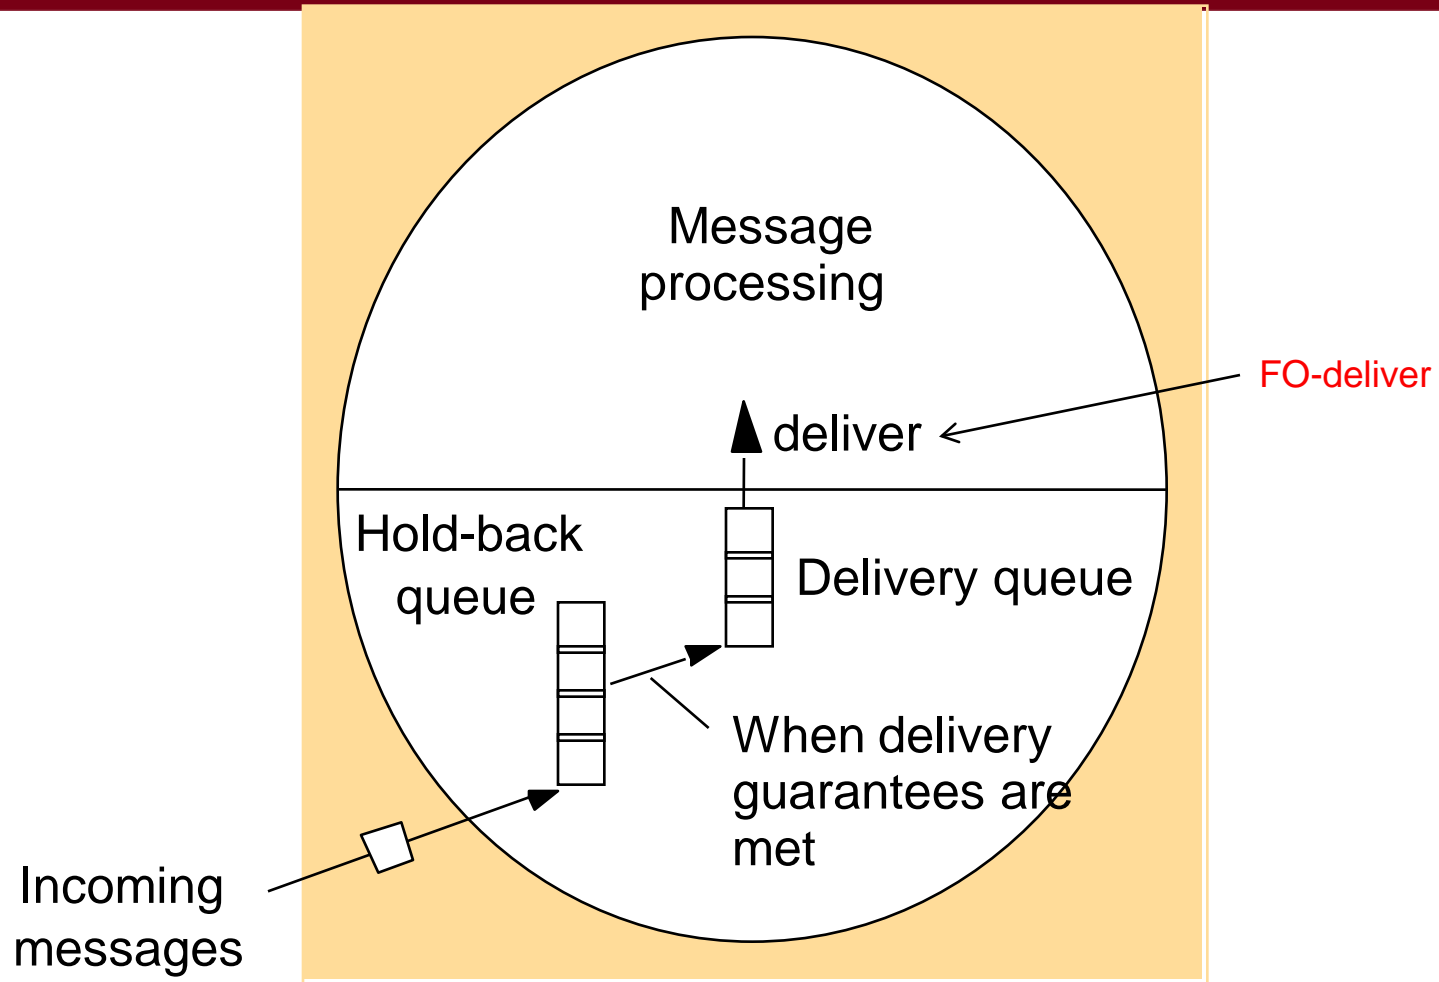 Message
processing
FO-deliver
deliver
Hold-back
queue
Delivery queue
When delivery
guarantees are
met
Incoming
messages